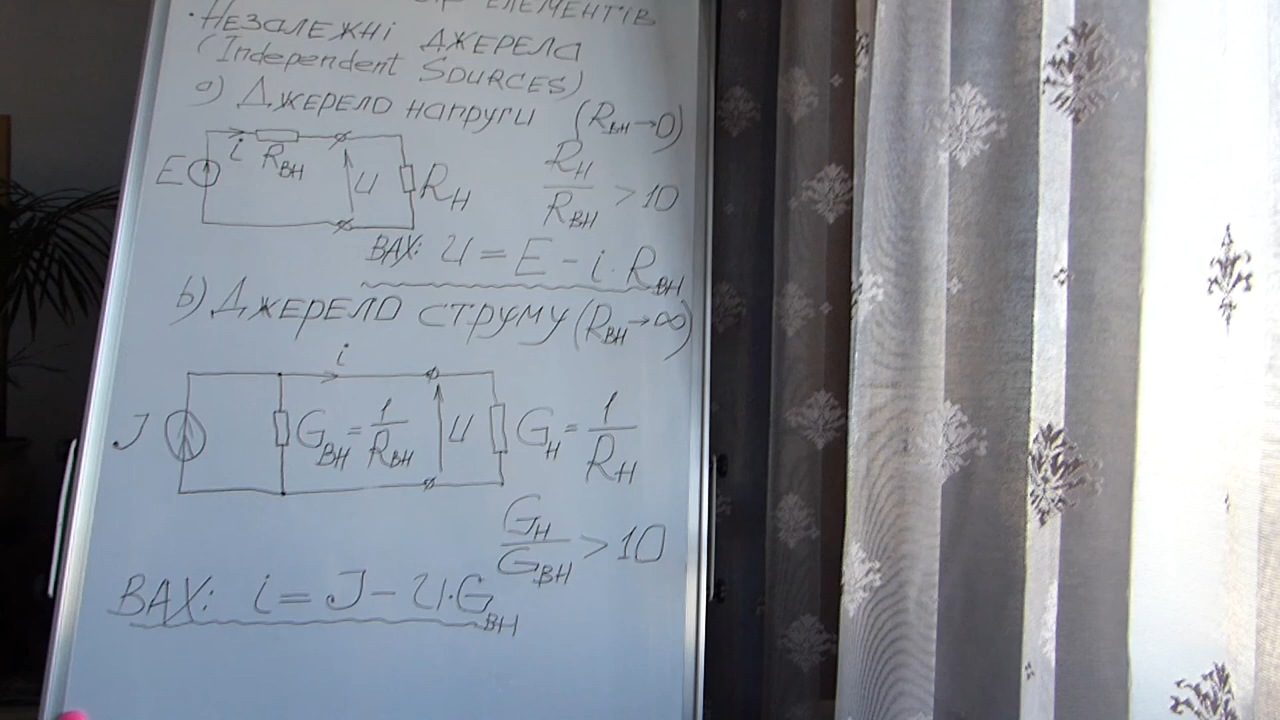 ЕЛЕМЕНТІВ
• НЕЗАЛЕЖНІ ДЖЕРЕЛА
(Independent SOURCES)
a) ДЖЕРЕЛО напруги (Rвн→0)
i Rвн
E U Rн
Rн/Rвн > 10
ВАХ: U = E - i · Rвн
b) ДЖЕРЕЛО СТРУМУ (Rвн→∞)
i
J Gвн = 1/Rвн U Gн = 1/Rн
Gн/Gвн > 10
ВАХ: i = J - U·Gвн